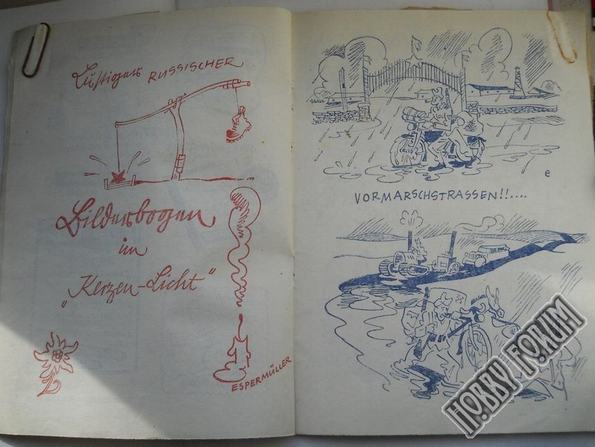 Lustiger RUSSISCHER
Bilderbogen
im
"Kerzen-Licht"
ESPERMÜLLER
e
VORMARSCHSTRASSEN!!....
HOBBY FORUM